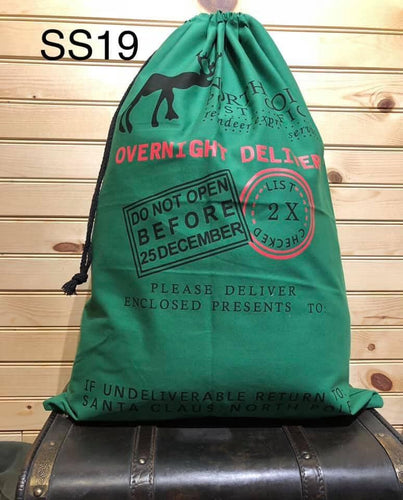 SS19
OVERNIGHT DELIVER
DO NOT OPEN
BEFORE
25 DECEMBER
LIST
2 X
CHECKED
PLEASE DELIVER
ENCLOSED PRESENTS TO:
IF UNDELIVERABLE RETURN TO
SANTA CLAUS NORTH POL